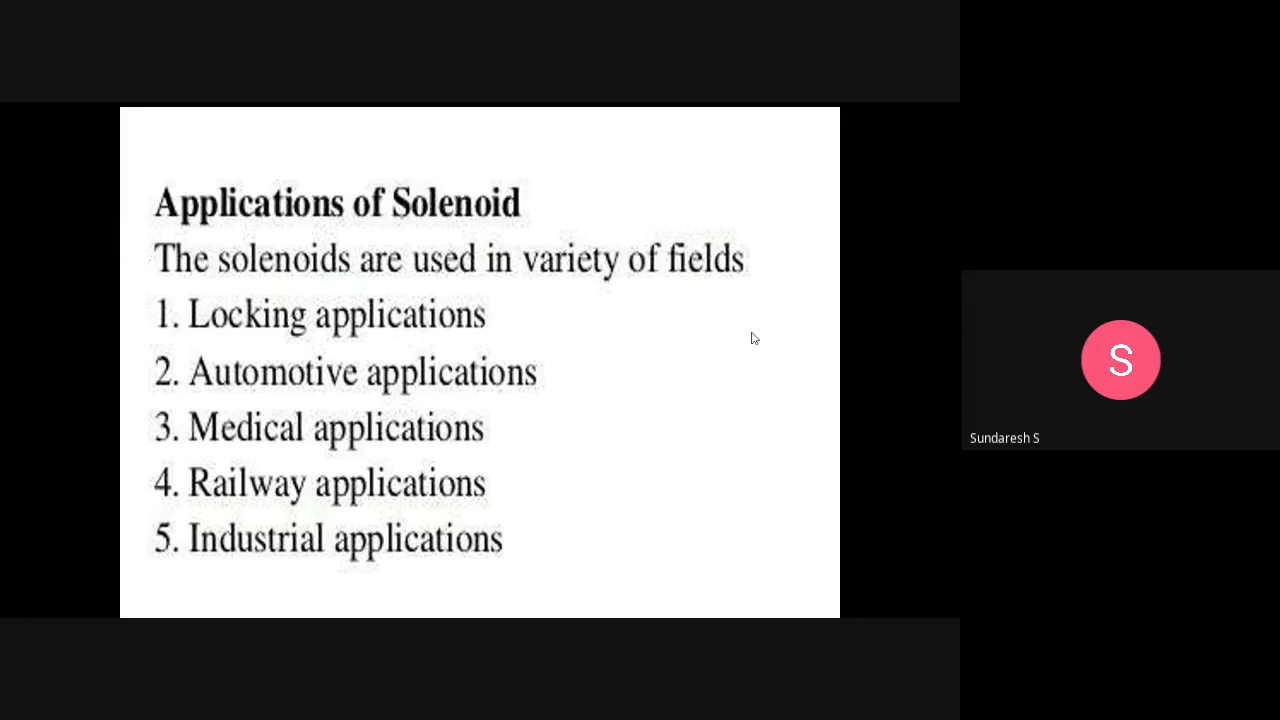 Applications of Solenoid
The solenoids are used in variety of fields
1. Locking applications
2. Automotive applications
3. Medical applications
4. Railway applications
5. Industrial applications
S
Sundaresh S